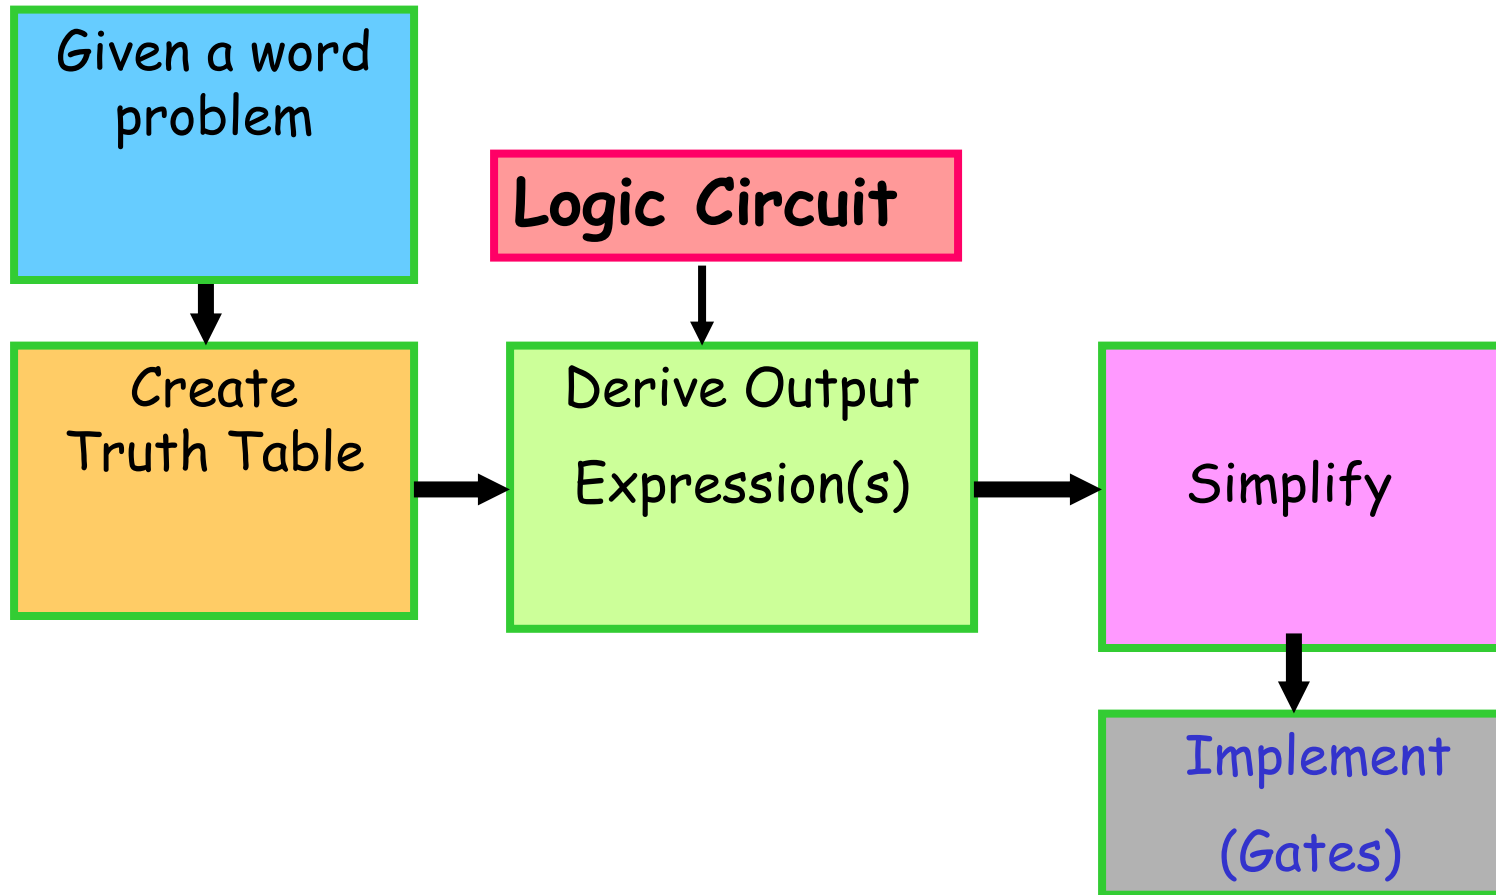 Given a word
problem
Logic Circuit
Create
Truth Table
Derive Output
Expression(s)
Simplify
Implement
(Gates)